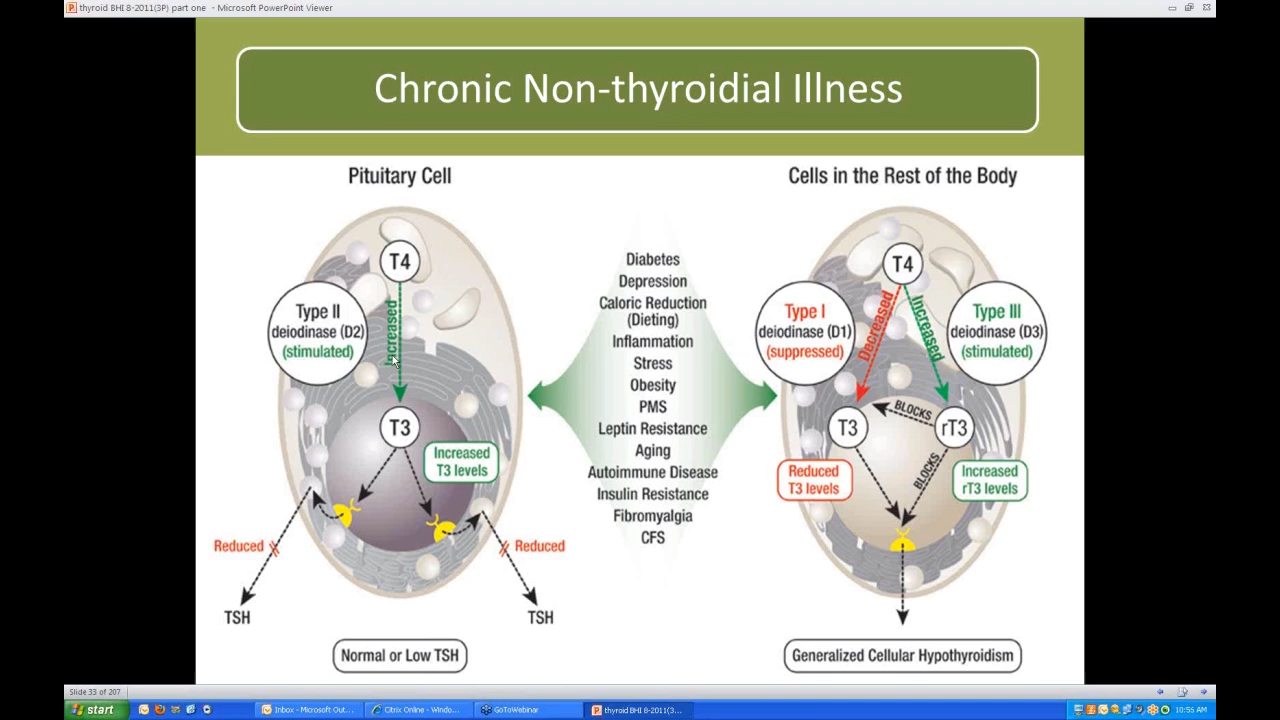 thyroid BHI 8-2011(3P) part one - Microsoft PowerPoint Viewer
Chronic Non-thyroidial Illness
Pituitary Cell
T4
Type II
deiodinase (D2)
(stimulated)
Increased
T3
Increased
T3 levels
Reduced
Reduced
TSH
TSH
Normal or Low TSH
Diabetes
Depression
Caloric Reduction
(Dieting)
Inflammation
Stress
Obesity
PMS
Leptin Resistance
Aging
Autoimmune Disease
Insulin Resistance
Fibromyalgia
CFS
Cells in the Rest of the Body
T4
Type I
deiodinase (D1)
(suppressed)
Decreased
Increased
Type III
deiodinase (D3)
(stimulated)
T3
BLOCKS
rT3
BLOCKS
Reduced
T3 levels
Increased
rT3 levels
Generalized Cellular Hypothyroidism
Slide 33 of 207
start
Inbox - Microsoft Out...
Citrix Online - Windo...
GoToWebinar
thyroid BHI 8-2011(3...
10:56 AM